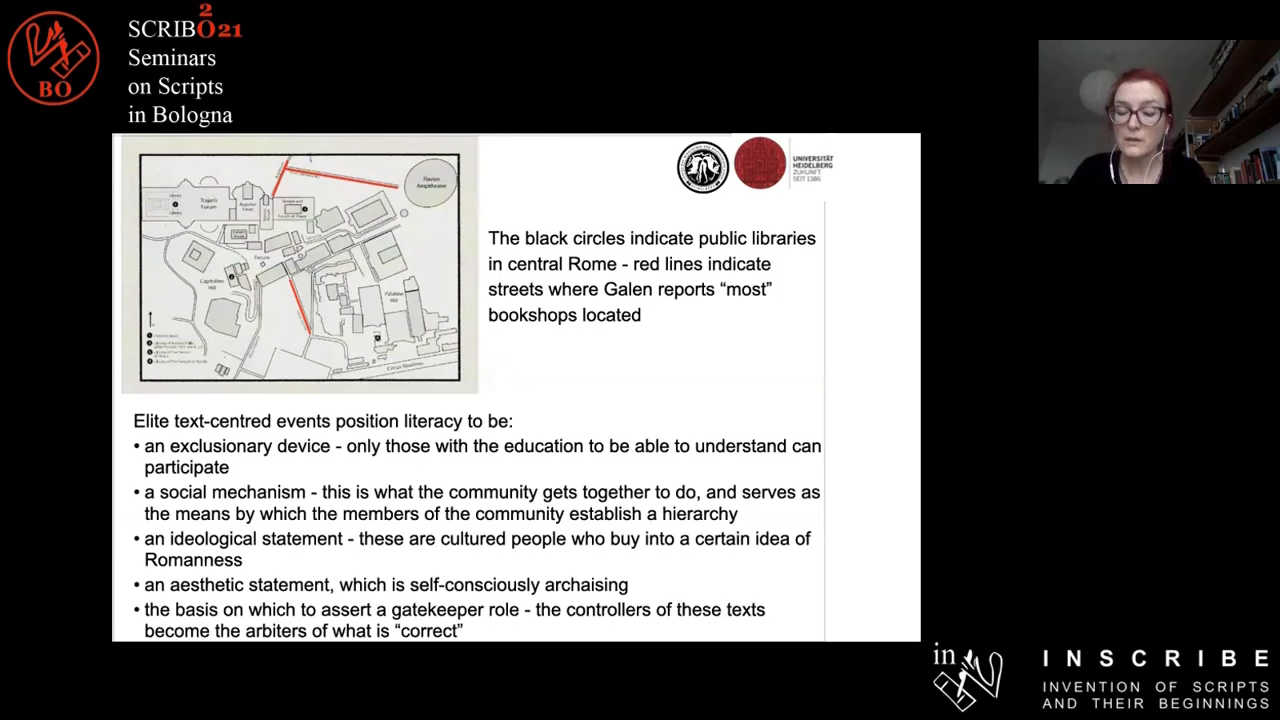 SCRIBO2021
Seminars
on Scripts
in Bologna
BO
UNIVERSITÄT
HEIDELBERG
ZUKUNFT
SEIT 1386
Flavian
Amphitheater
Library
Trajan's
Forum
Library
Forum
Capitoline
Hill
Palatine
Hill
Circus Maximus
The black circles indicate public libraries
in central Rome - red lines indicate
streets where Galen reports “most”
bookshops located
Elite text-centred events position literacy to be:
• an exclusionary device - only those with the education to be able to understand can
participate
• a social mechanism - this is what the community gets together to do, and serves as
the means by which the members of the community establish a hierarchy
• an ideological statement - these are cultured people who buy into a certain idea of
Romanness
• an aesthetic statement, which is self-consciously archaising
• the basis on which to assert a gatekeeper role - the controllers of these texts
become the arbiters of what is “correct”
in
INSCRIBE
INVENTION OF SCRIPTS
AND THEIR BEGINNINGS